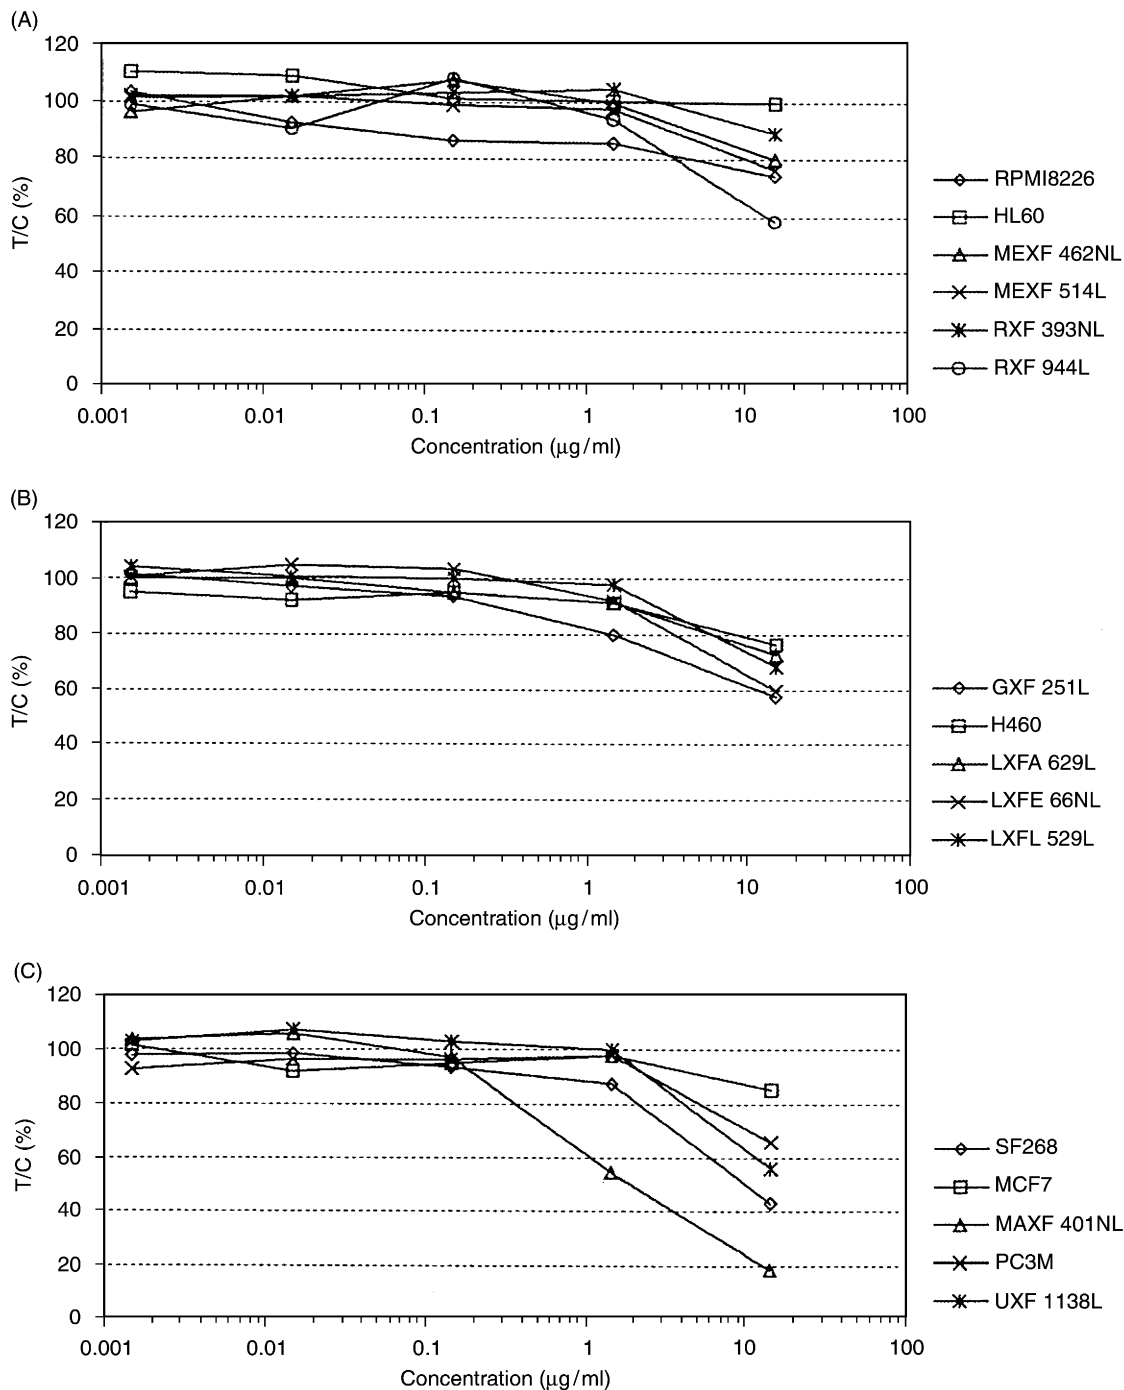 (A)
120
100
80
60
40
20
0
T/C (%)
0.001 0.01 0.1 1 10 100
Concentration (μg/ml)
RPMI8226
HL60
MEXF 462NL
MEXF 514L
RXF 393NL
RXF 944L
(B)
120
100
80
60
40
20
0
T/C (%)
0.001 0.01 0.1 1 10 100
Concentration (μg/ml)
GXF 251L
H460
LXFA 629L
LXFE 66NL
LXFL 529L
(C)
120
100
80
60
40
20
0
T/C (%)
0.001 0.01 0.1 1 10 100
Concentration (μg/ml)
SF268
MCF7
MAXF 401NL
PC3M
UXF 1138L